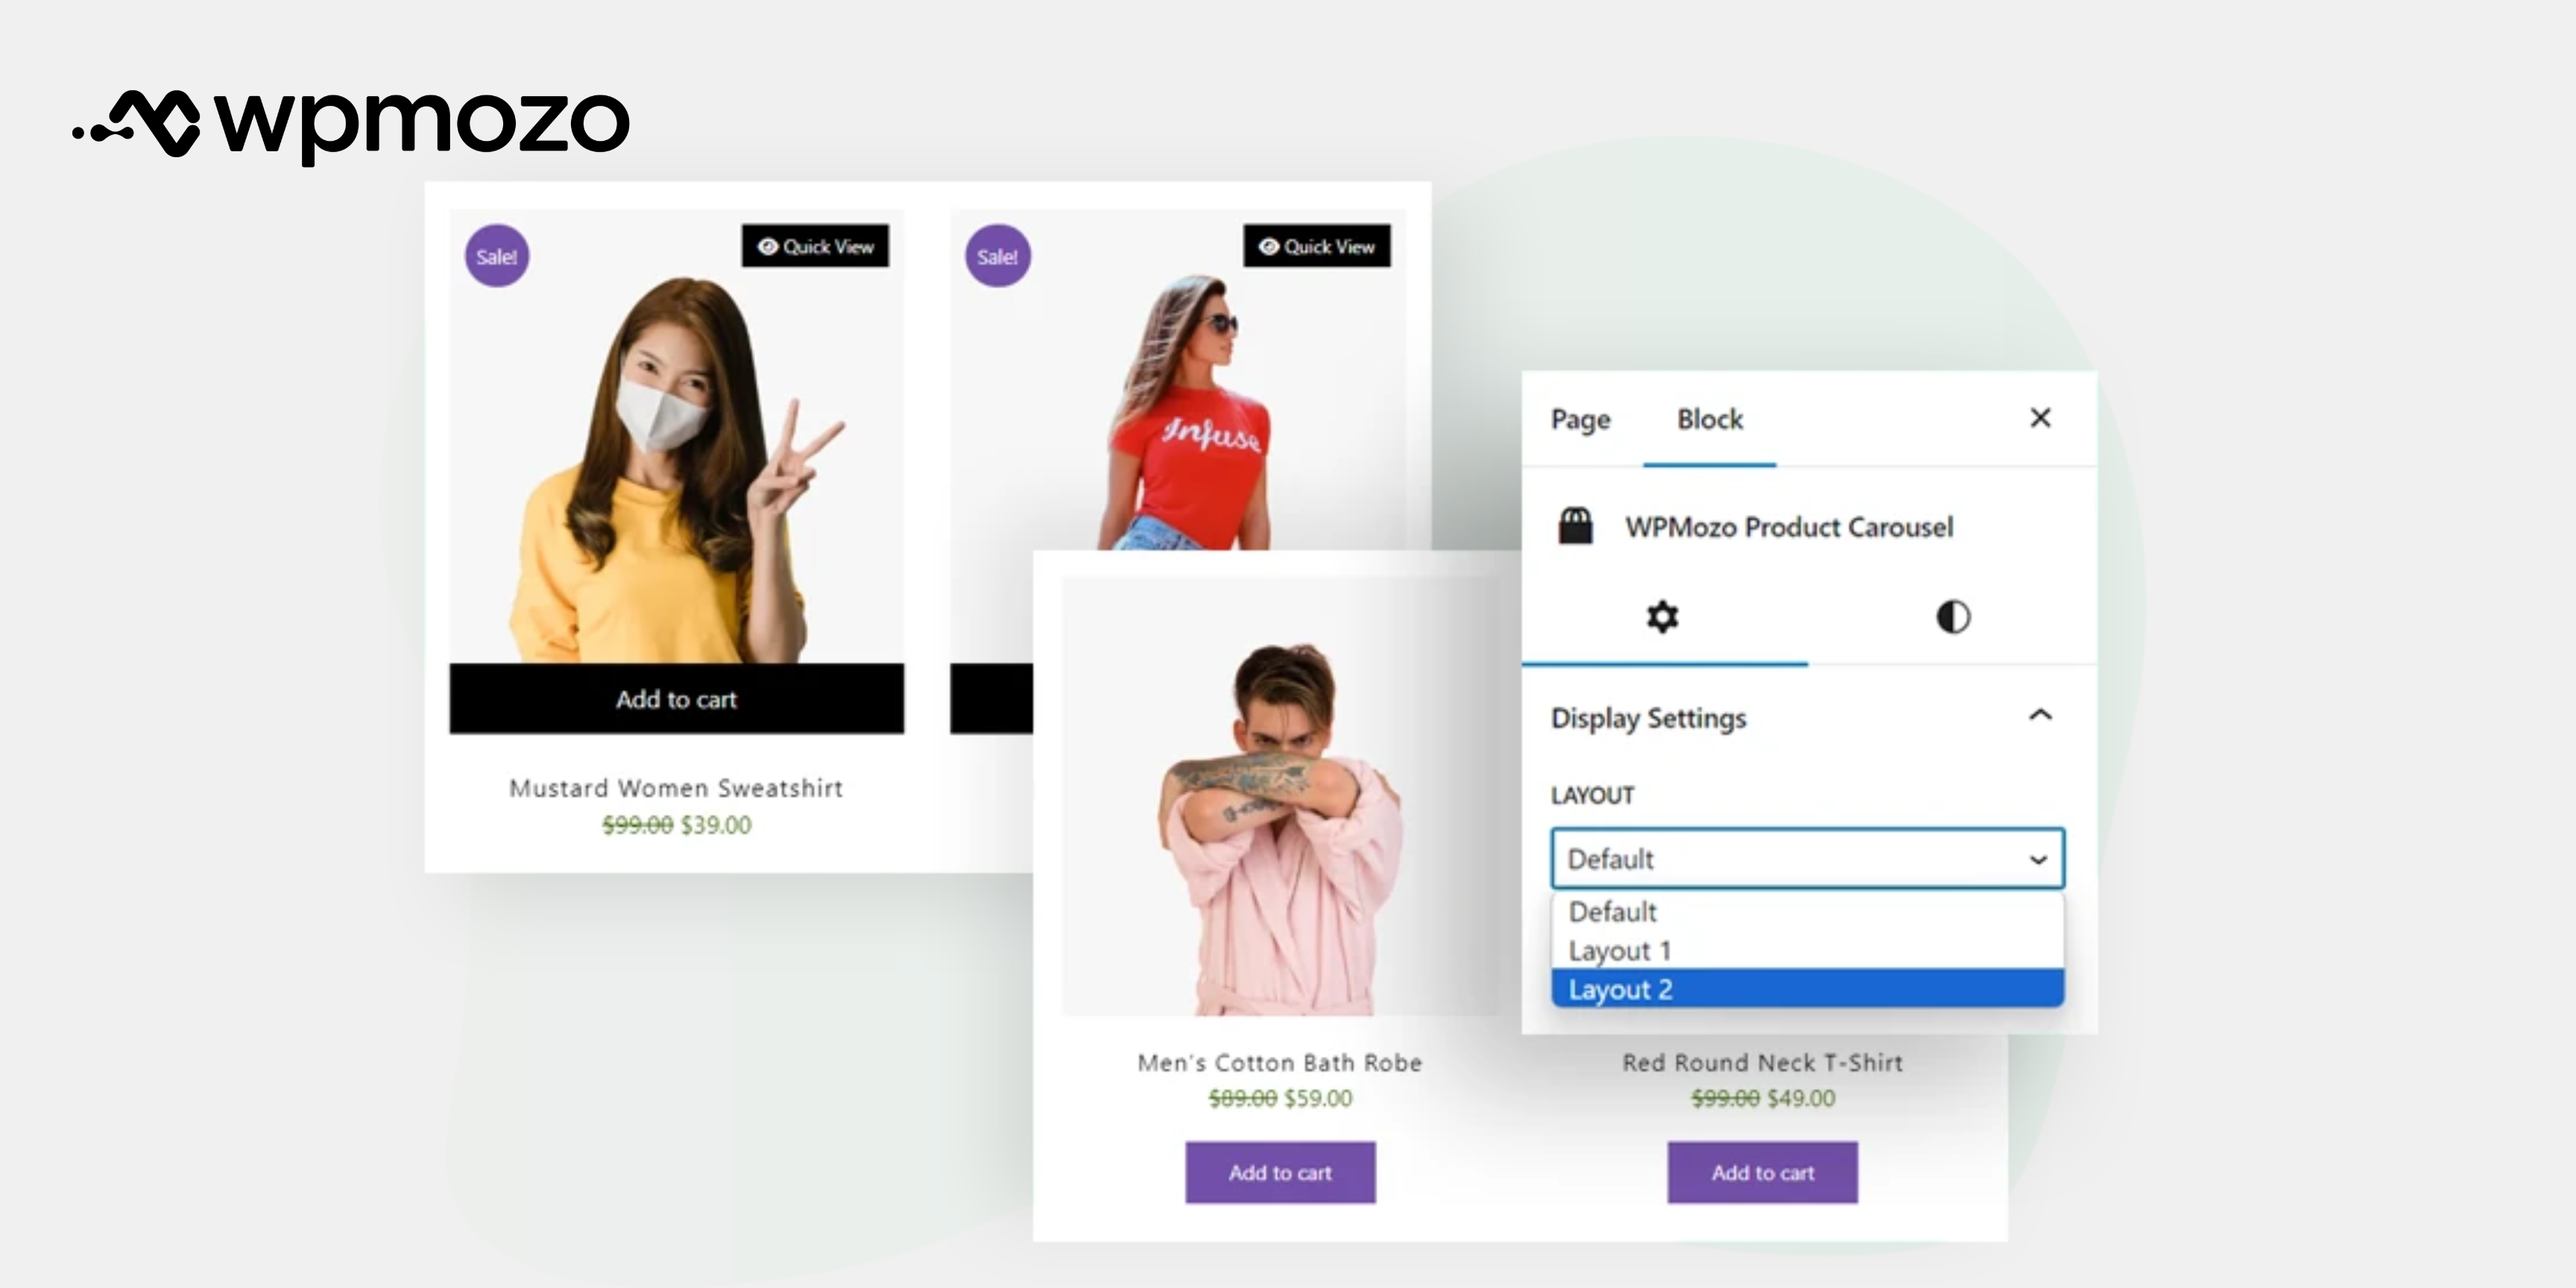 wpmozo
Sale!
Quick View
Sale!
Quick View
Infuse
Add to cart
Mustard Women Sweatshirt
$99.00 $39.00
Page Block
WPMozo Product Carousel
Display Settings
LAYOUT
Default
Default
Layout 1
Layout 2
Men's Cotton Bath Robe
$89.00 $59.00
Add to cart
Red Round Neck T-Shirt
$99.00 $49.00
Add to cart